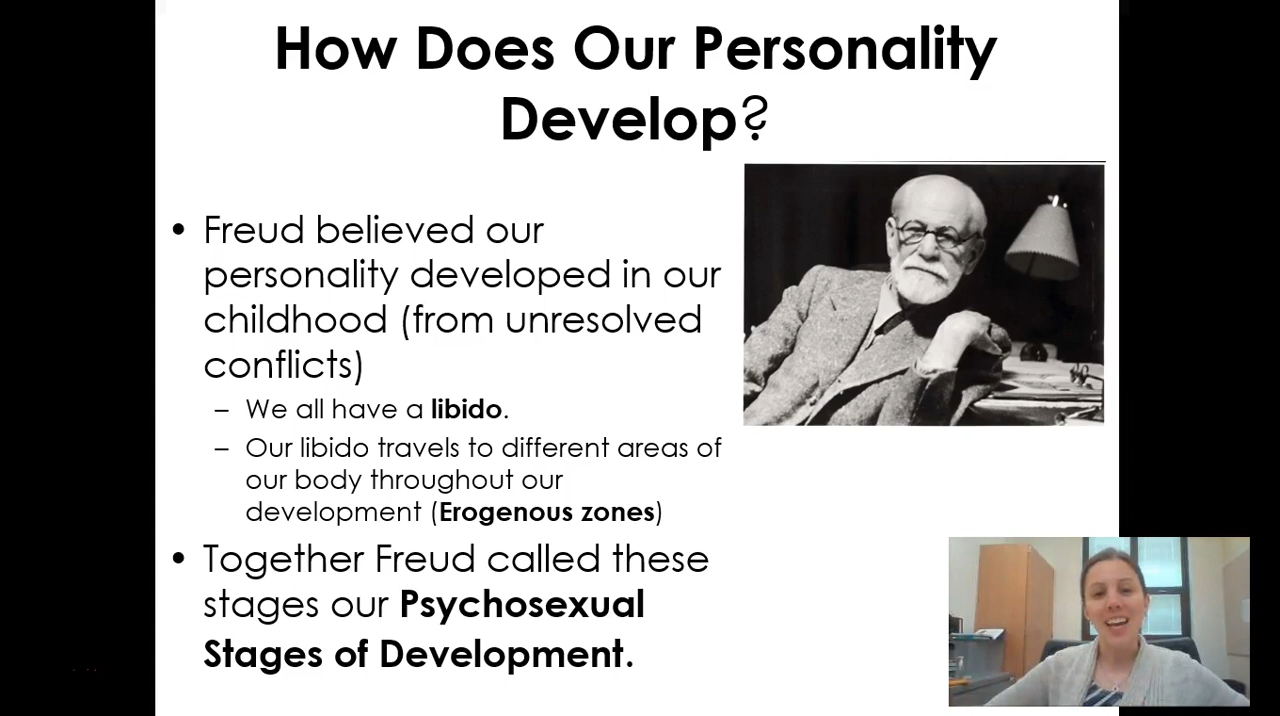 How Does Our Personality
Develop?
• Freud believed our
personality developed in our
childhood (from unresolved
conflicts)
– We all have a libido.
– Our libido travels to different areas of
our body throughout our
development (Erogenous zones)
• Together Freud called these
stages our Psychosexual
Stages of Development.